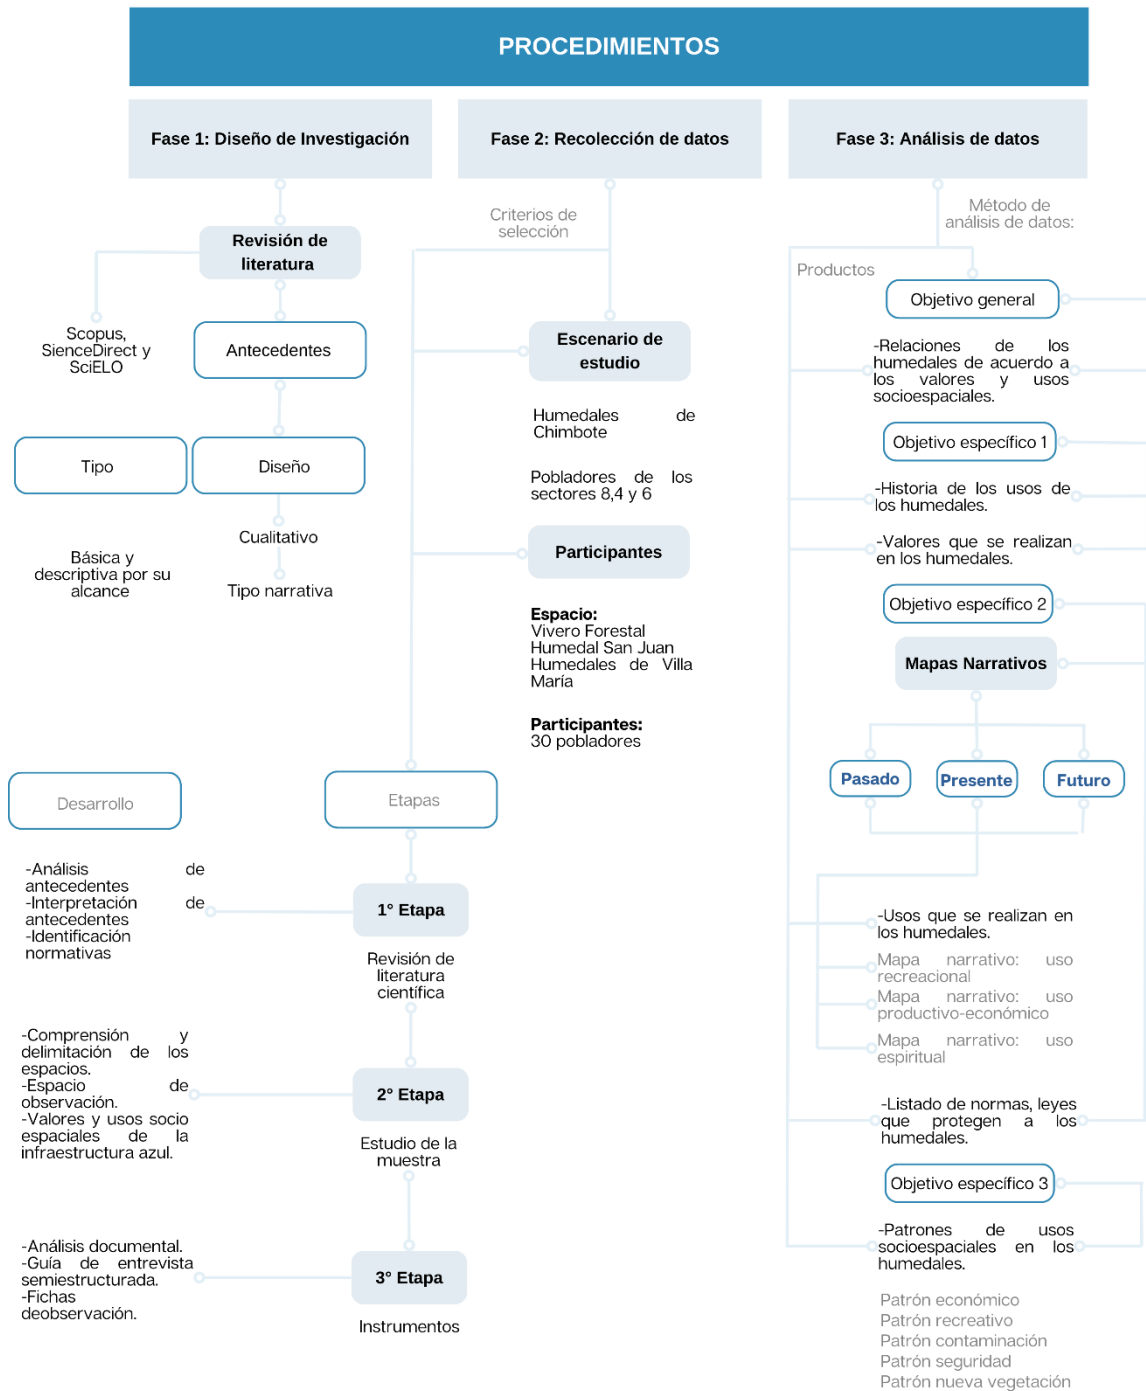 PROCEDIMIENTOS
Fase 1: Diseño de Investigación
Revisión de
literatura
Scopus,
SienceDirect y
SciELO
Antecedentes
Tipo
Diseño
Básica y
descriptiva por su
alcance
Cualitativo
Tipo narrativa
Fase 2: Recolección de datos
Criterios de
selección
Escenario de
estudio
Humedales de
Chimbote
Pobladores de los
sectores 8,4 y 6
Participantes
Espacio:
Vivero Forestal
Humedal San Juan
Humedales de Villa
María
Participantes:
30 pobladores
Desarrollo
Etapas
-Análisis de
antecedentes
-Interpretación de
antecedentes
-Identificación
normativas
1° Etapa
Revisión de
literatura
científica
-Comprensión y
delimitación de los
espacios.
-Espacio de
observación.
-Valores y usos socio
espaciales de la
infraestructura azul.
2° Etapa
Estudio de la
muestra
-Análisis documental.
-Guía de entrevista
semiestructurada.
-Fichas
deobservación.
3° Etapa
Instrumentos
Fase 3: Análisis de datos
Método de
análisis de datos:
Productos
Objetivo general
-Relaciones de los
humedales de acuerdo a
los valores y usos
socioespaciales.
Objetivo específico 1
-Historia de los usos de
los humedales.
-Valores que se realizan
en los humedales.
Objetivo específico 2
Mapas Narrativos
Pasado
Presente
Futuro
-Usos que se realizan en
los humedales.
Mapa narrativo: uso
recreacional
Mapa narrativo: uso
productivo-económico
Mapa narrativo: uso
espiritual
-Listado de normas, leyes
que protegen a los
humedales.
Objetivo específico 3
-Patrones de usos
socioespaciales en los
humedales.
Patrón económico
Patrón recreativo
Patrón contaminación
Patrón seguridad
Patrón nueva vegetación